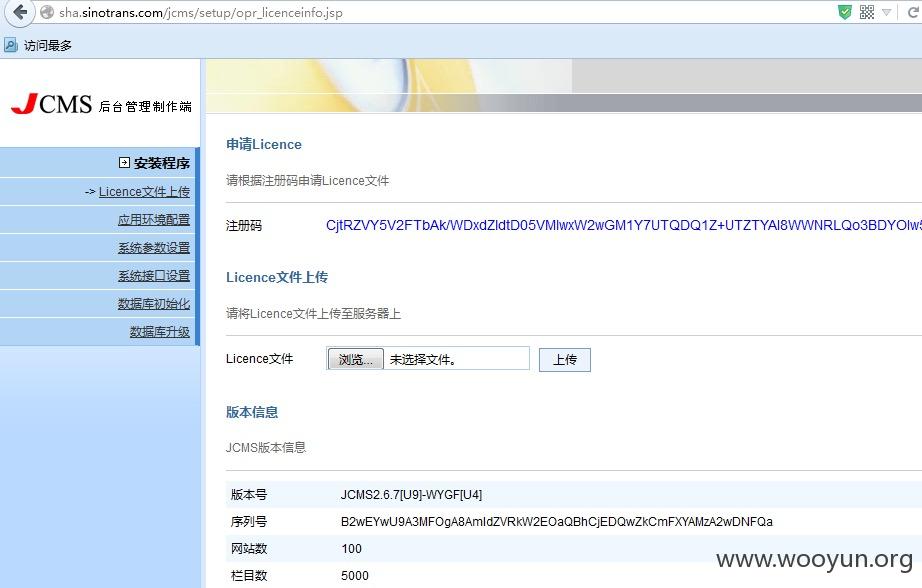 sha.sinotrans.com/jcms/setup/opr_licenceinfo.jsp
访问最多
JCMS 后台管理制作端
安装程序
-> Licence文件上传
应用环境配置
系统参数设置
系统接口设置
数据库初始化
数据库升级
申请Licence
请根据注册码申请Licence文件
注册码
Licence文件上传
请将Licence文件上传至服务器上
Licence文件 浏览... 未选择文件。 上传
版本信息
JCMS版本信息
版本号 JCMS2.6.7[U9]-WYGF[U4]
序列号
网站数 100
栏目数 5000
www.wooyun.org